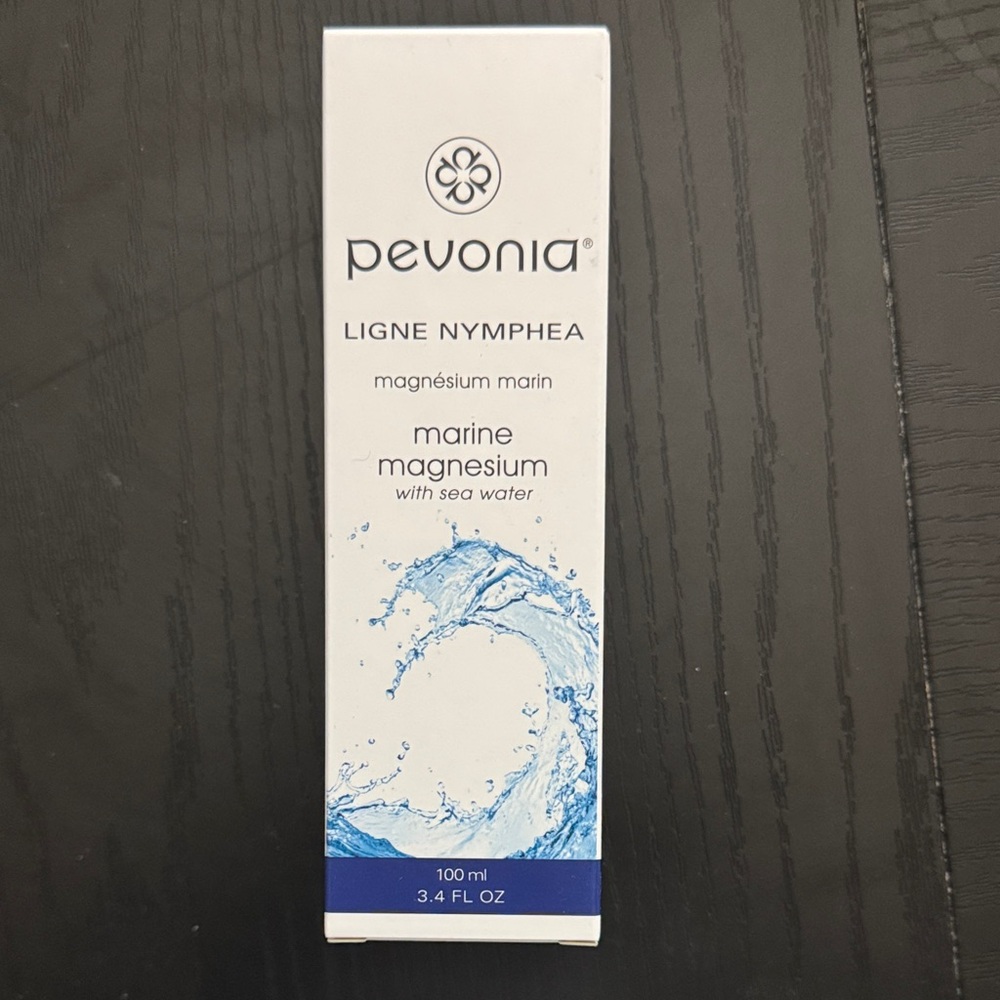 pevonia®
LIGNE NYMPHEA
magnésium marin
marine
magnesium
with sea water
100 ml
3.4 FL OZ